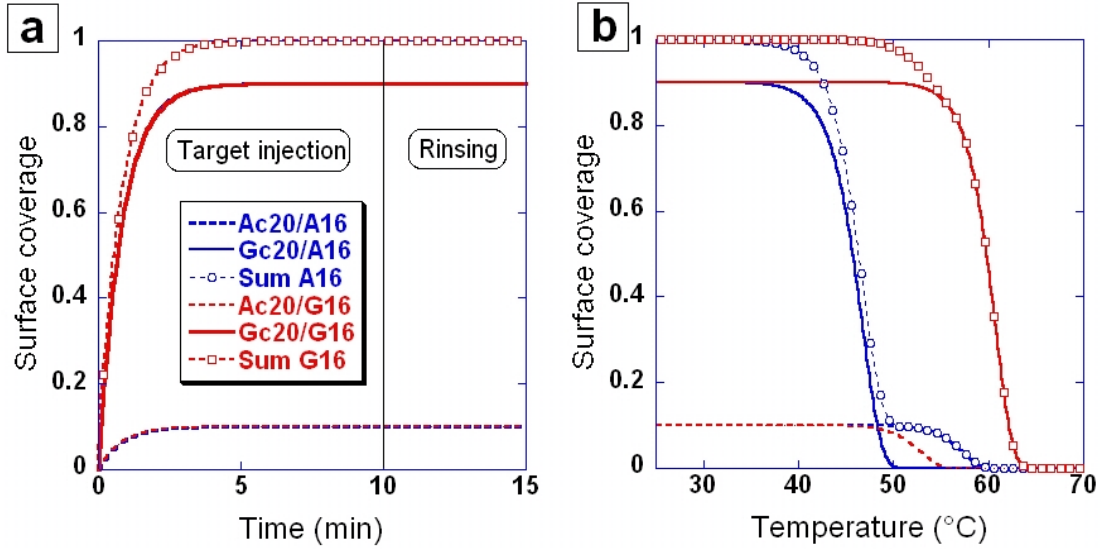 a
1
0.8
0.6
0.4
0.2
0
Surface coverage
Target injection
Rinsing
Ac20/A16
Gc20/A16
Sum A16
Ac20/G16
Gc20/G16
Sum G16
0 5 10 15
Time (min)
b
1
0.8
0.6
0.4
0.2
0
Surface coverage
30 40 50 60 70
Temperature (°C)